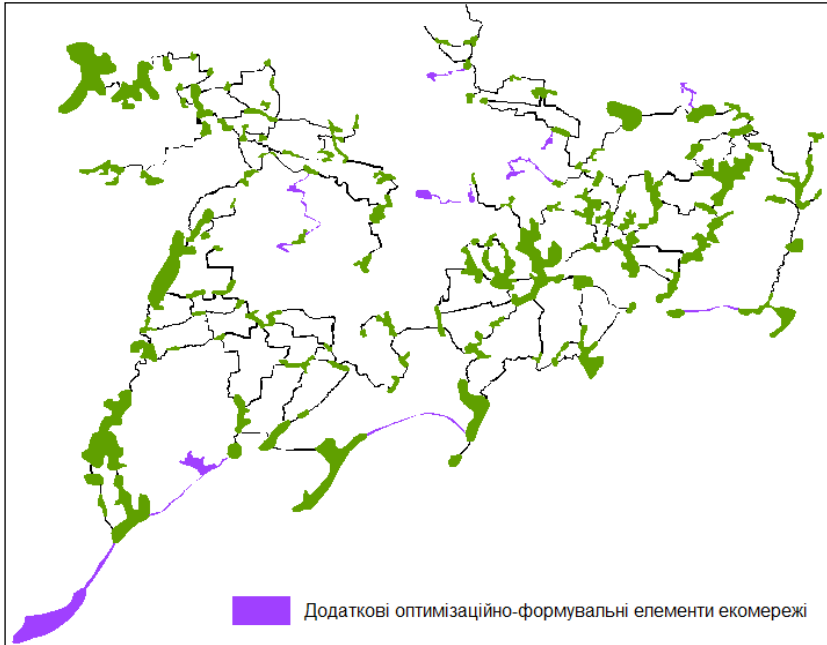 Додаткові оптимізаційно-формувальні елементи екомережі